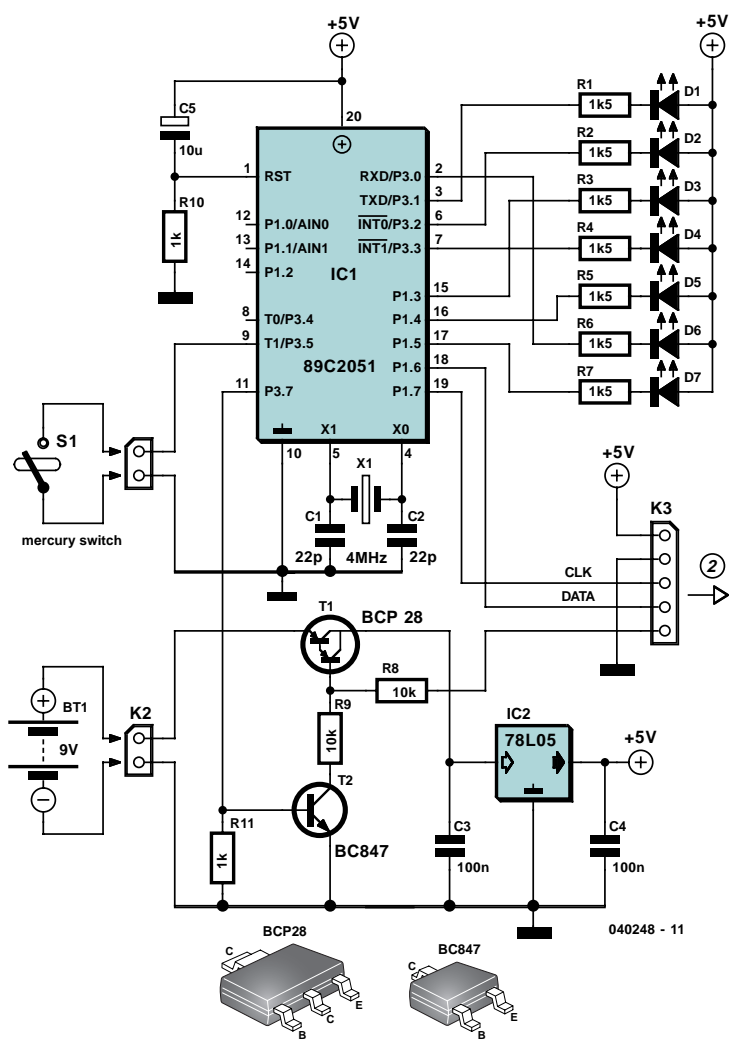 +5V
+5V
C5
10u
20
R1
1k5
D1
R2
1k5
D2
R3
1k5
D3
R4
1k5
D4
R5
1k5
D5
R6
1k5
D6
R7
1k5
D7
1
RST
RXD/P3.0
2
TXD/P3.1
3
R10
1k
12
P1.0/AIN0
INT0/P3.2
6
13
P1.1/AIN1
INT1/P3.3
7
14
P1.2
IC1
P1.3
15
P1.4
16
8
T0/P3.4
P1.5
17
9
T1/P3.5
P1.6
18
89C2051
11
P3.7
P1.7
19
X1
X0
10
5
4
S1
mercury switch
X1
C1
22p
4MHz
C2
22p
+5V
K3
CLK
DATA
2
T1
BCP 28
R8
10k
R9
10k
BT1
9V
K2
IC2
78L05
+5V
T2
BC847
R11
1k
C3
100n
C4
100n
040248 - 11
BCP28
C
B
C
E
BC847
C
B
E